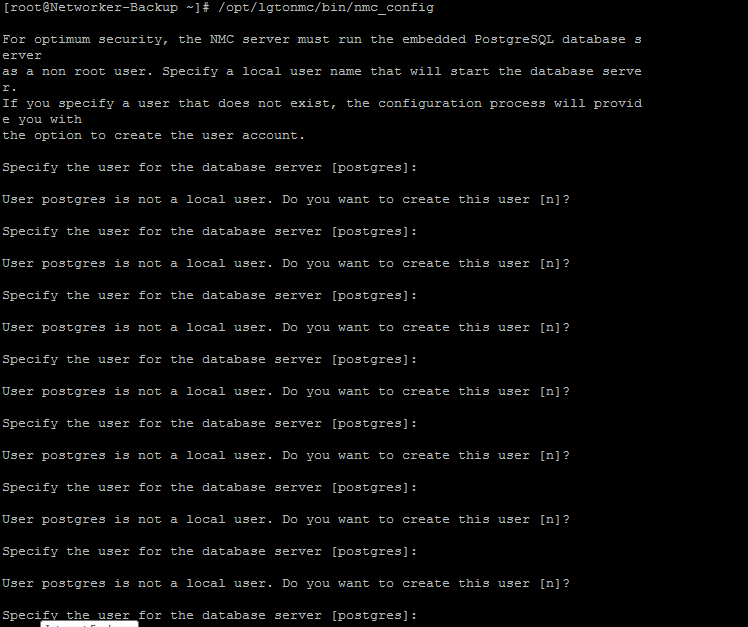 [root@Networker-Backup ~]# /opt/lgtonmc/bin/nmc_config
For optimum security, the NMC server must run the embedded PostgreSQL database s
erver
as a non root user. Specify a local user name that will start the database serve
r.
If you specify a user that does not exist, the configuration process will provid
e you with
the option to create the user account.
Specify the user for the database server [postgres]:
User postgres is not a local user. Do you want to create this user [n]?
Specify the user for the database server [postgres]:
User postgres is not a local user. Do you want to create this user [n]?
Specify the user for the database server [postgres]:
User postgres is not a local user. Do you want to create this user [n]?
Specify the user for the database server [postgres]:
User postgres is not a local user. Do you want to create this user [n]?
Specify the user for the database server [postgres]:
User postgres is not a local user. Do you want to create this user [n]?
Specify the user for the database server [postgres]:
User postgres is not a local user. Do you want to create this user [n]?
Specify the user for the database server [postgres]:
User postgres is not a local user. Do you want to create this user [n]?
Specify the user for the database server [postgres]: